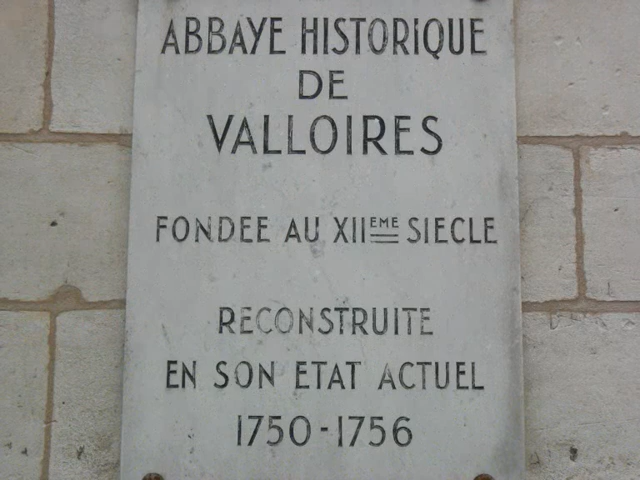 ABBAYE HISTORIQUE
DE
VALLOIRES
FONDEE AU XIIEME SIECLE
RECONSTRUITE
EN SON ETAT ACTUEL
1750-1756